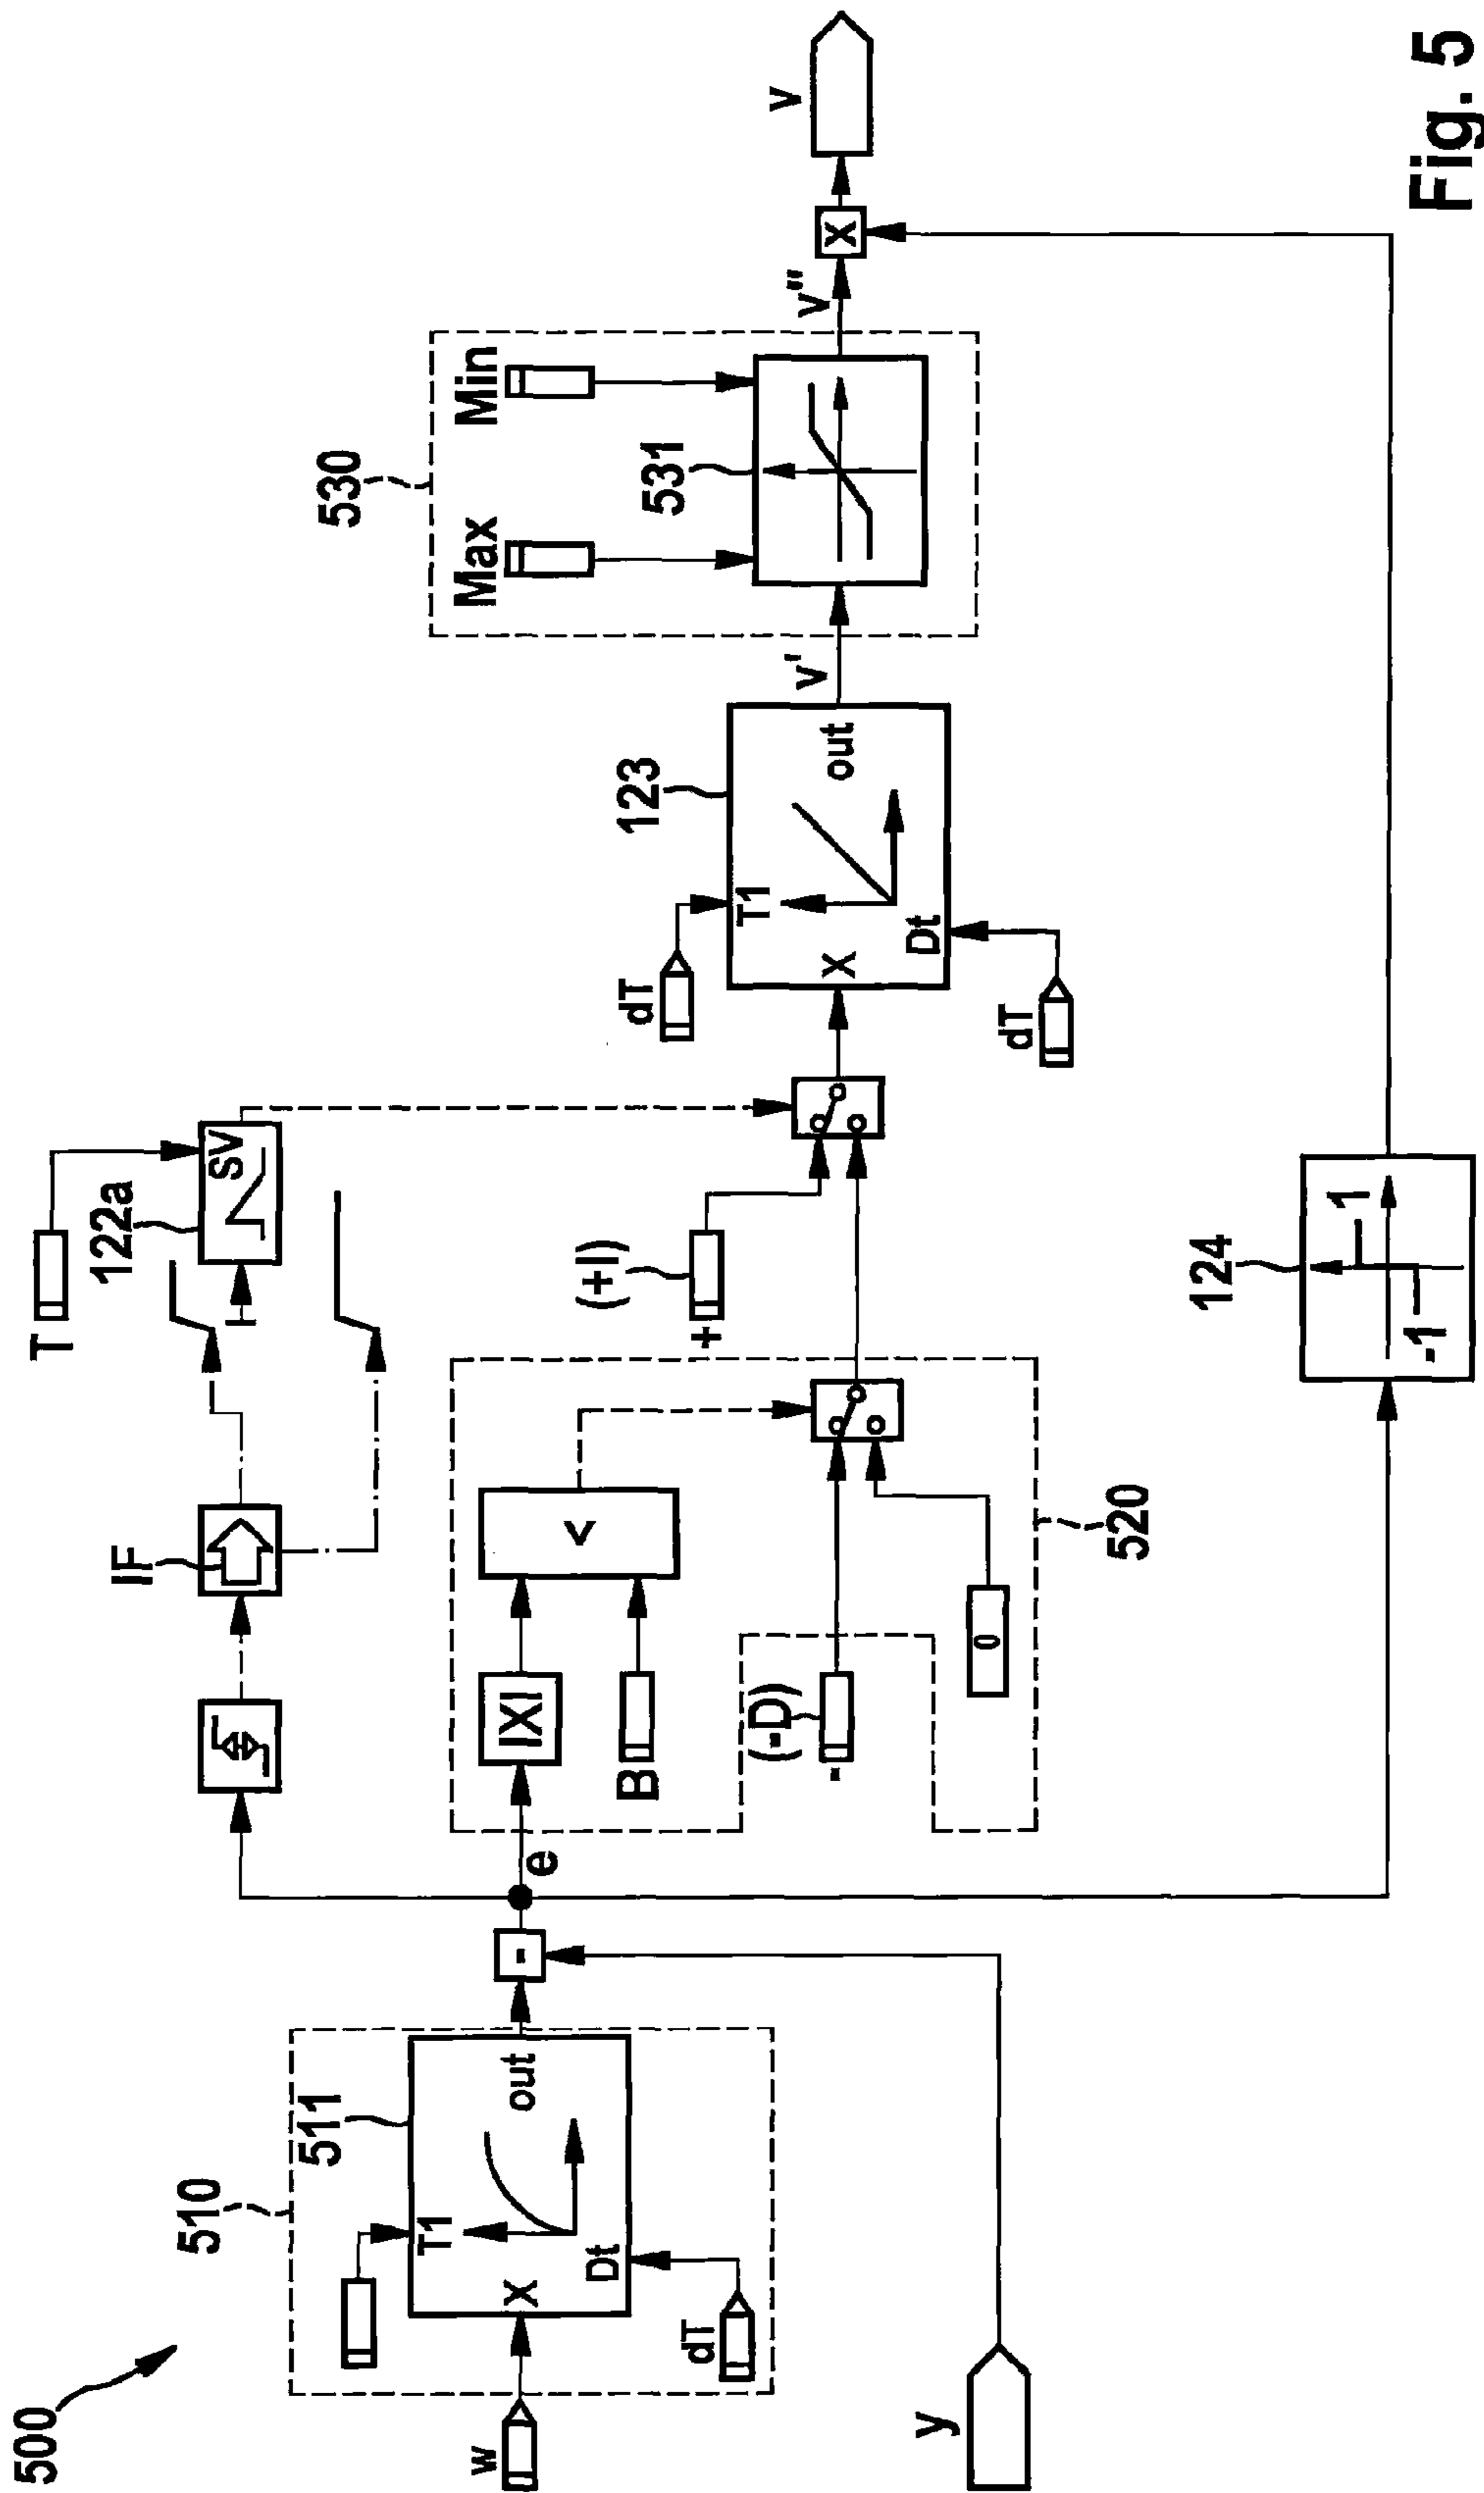 500
510
511
T1
X
out
Dt
dT
w
y
-
e
IF
T
122a
SV
|X|
B
<
(-D)
-
0
520
(+I)
+
dT
T1
X
out
Dt
dT
123
v'
530
Max
Min
531
v"
X
v
124
1
-1
Fig. 5